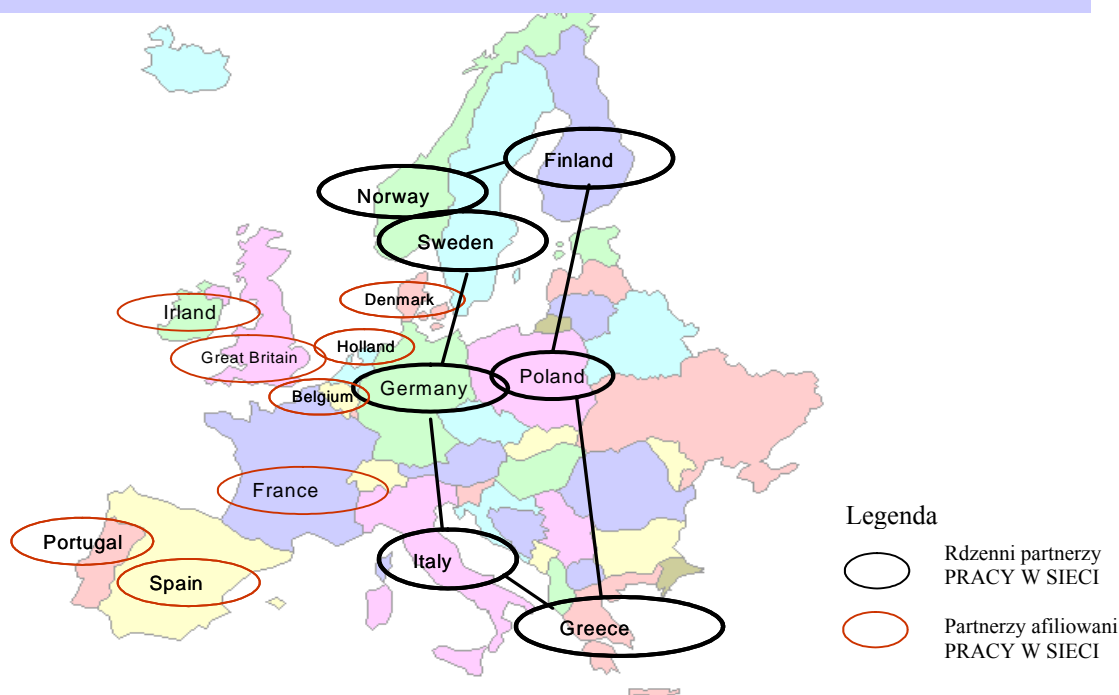 Finland
Norway
Sweden
Denmark
Irland
Holland
Great Britain
Germany
Poland
Belgium
France
Portugal
Italy
Spain
Greece
Legenda
Rdzenni partnerzy
PRACY W SIECI
Partnerzy afiliowani
PRACY W SIECI